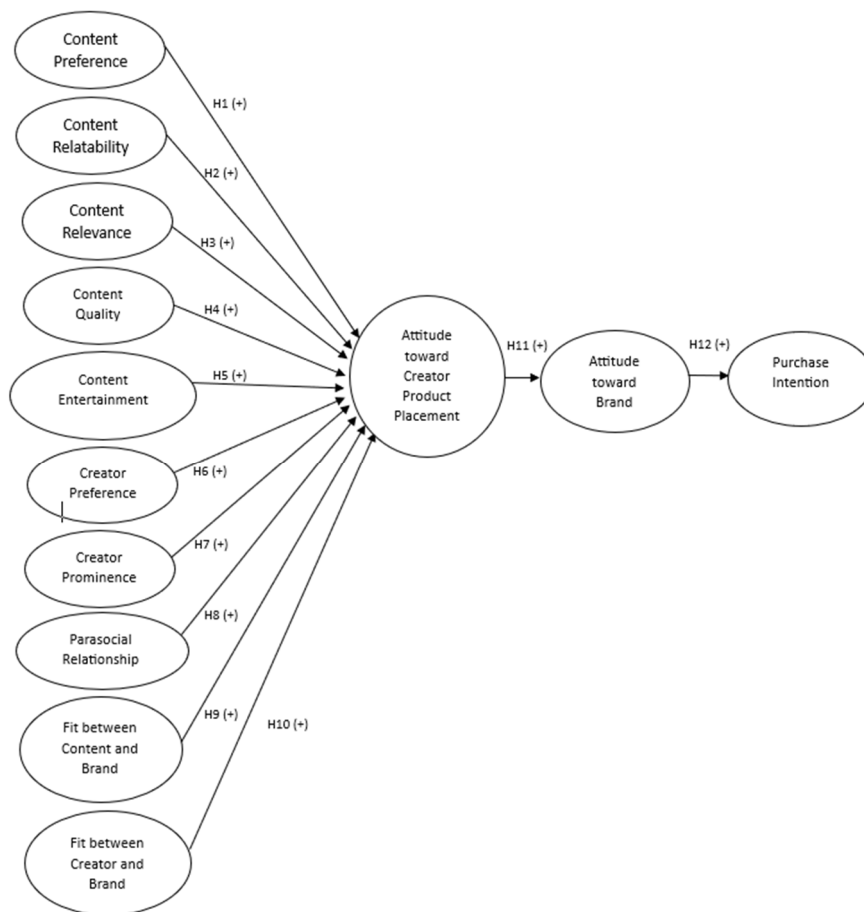 Content
Preference
H1 (+)
Content
Relatability
H2 (+)
Content
Relevance
H3 (+)
Content
Quality
H4 (+)
Content
Entertainment
H5 (+)
Creator
Preference
H6 (+)
Creator
Prominence
H7 (+)
Parasocial
Relationship
H8 (+)
Fit between
Content and
Brand
H9 (+)
Fit between
Creator and
Brand
H10 (+)
Attitude
toward
Creator
Product
Placement
H11 (+)
Attitude
toward
Brand
H12 (+)
Purchase
Intention